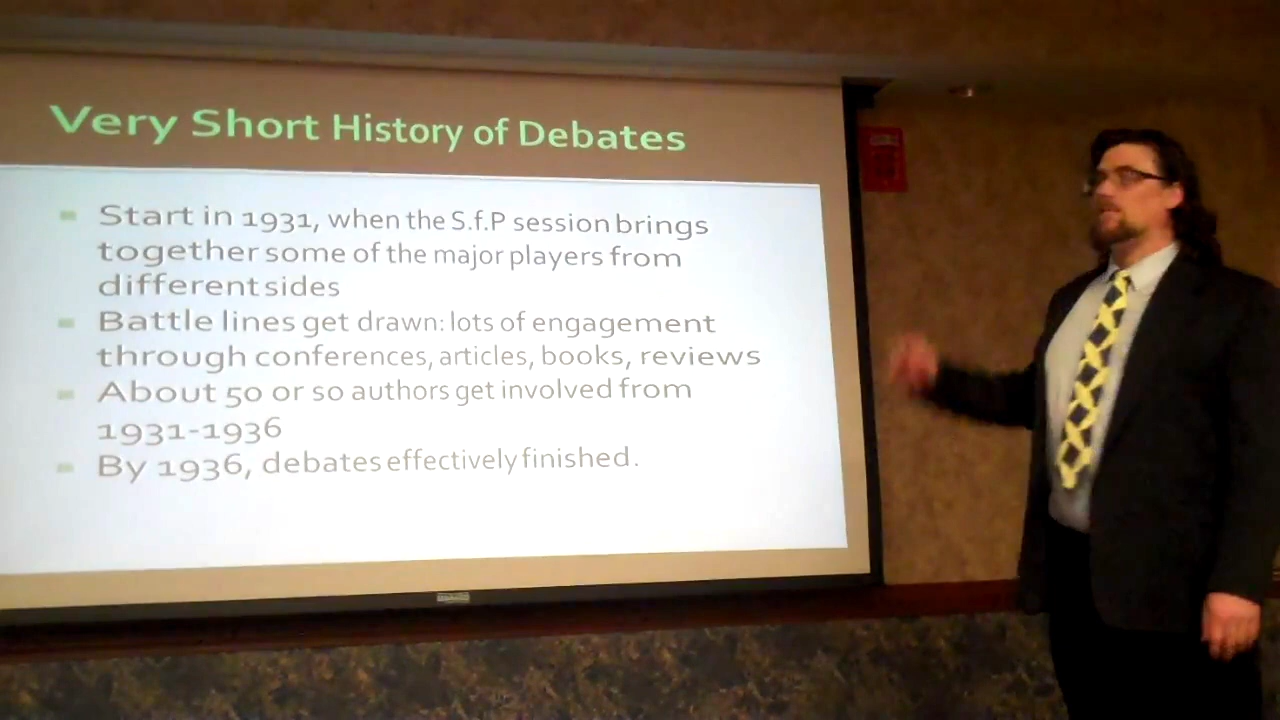 Very Short History of Debates
Start in 1931, when the S.f.P session brings
together some of the major players from
different sides
Battle lines get drawn: lots of engagement
through conferences, articles, books, reviews
About 50 or so authors get involved from
1931-1936
By 1936, debates effectively finished.